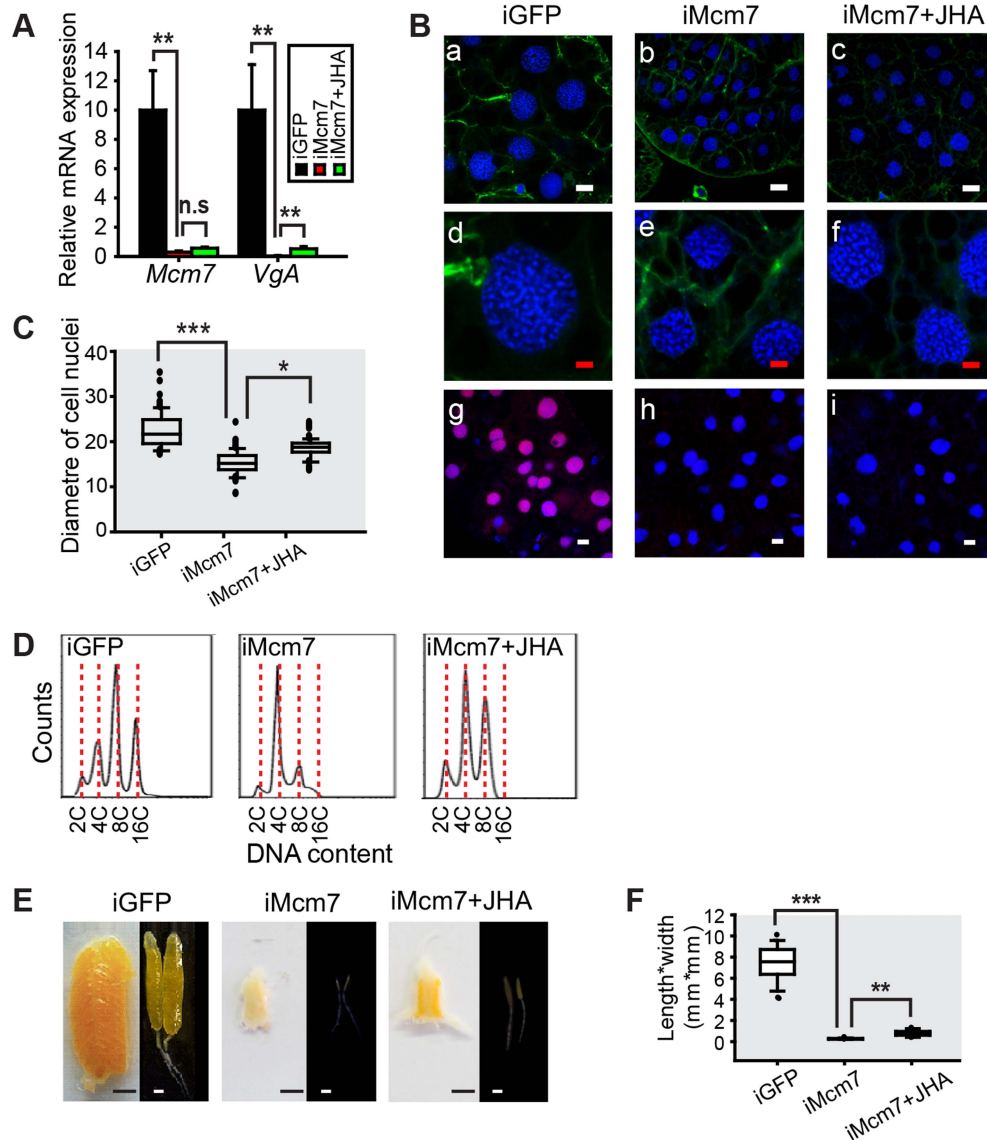 A
Relative mRNA expression
14
12
10
8
6
4
2
0
**
n.s
**
**
iGFP
iMcm7
iMcm7+JHA
Mcm7
VgA
B
iGFP
iMcm7
iMcm7+JHA
a
b
c
d
e
f
g
h
i
C
Diametre of cell nuclei
40
30
20
10
0
***
*
iGFP
iMcm7
iMcm7+JHA
D
Counts
iGFP
iMcm7
iMcm7+JHA
2C
4C
8C
16C
2C
4C
8C
16C
2C
4C
8C
16C
DNA content
E
iGFP
iMcm7
iMcm7+JHA
F
Length*width
(mm*mm)
12
10
8
6
4
2
0
***
**
iGFP
iMcm7
iMcm7+JHA